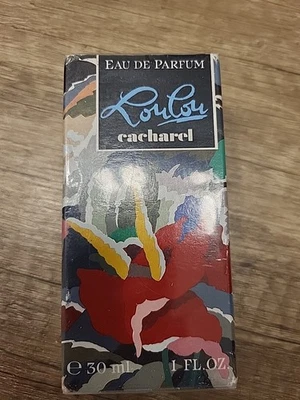 EAU DE PARFUM
Loulou
cacharel
℮ 30 mL 1 FL.OZ.